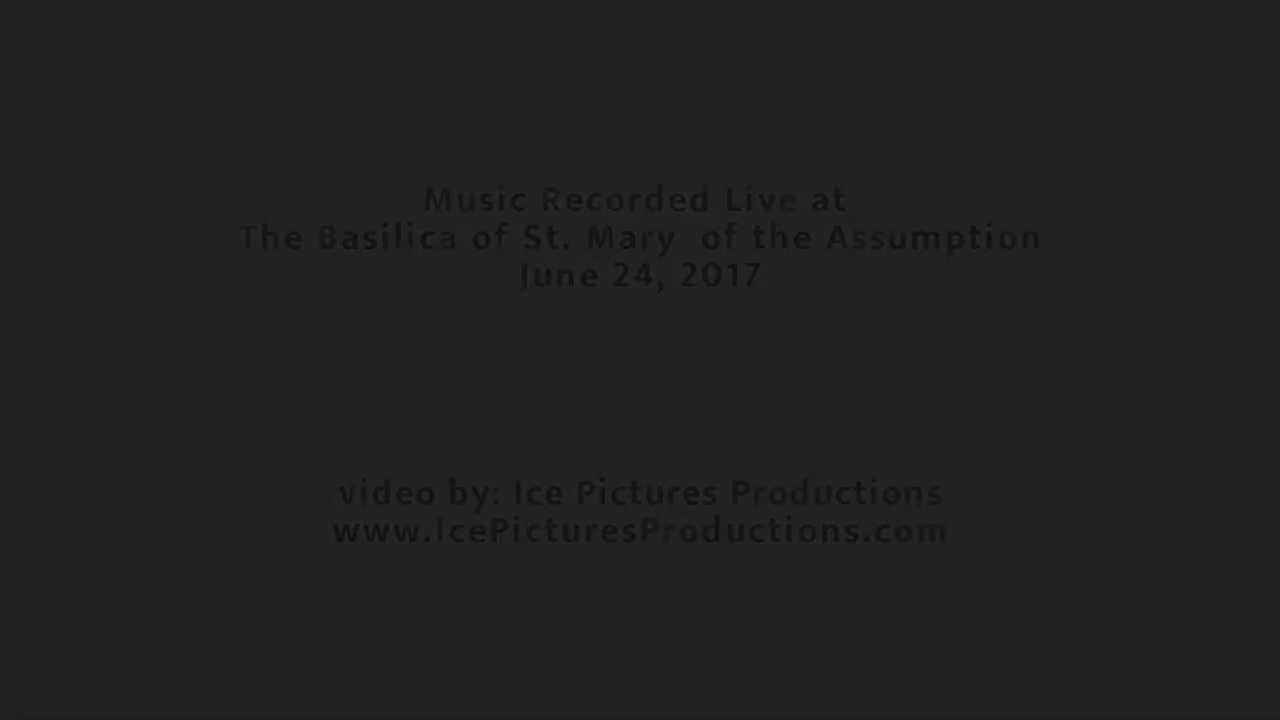 Music Recorded Live at
The Basilica of St. Mary of the Assumption
June 24, 2017
video by: Ice Pictures Productions
www.IcePicturesProductions.com